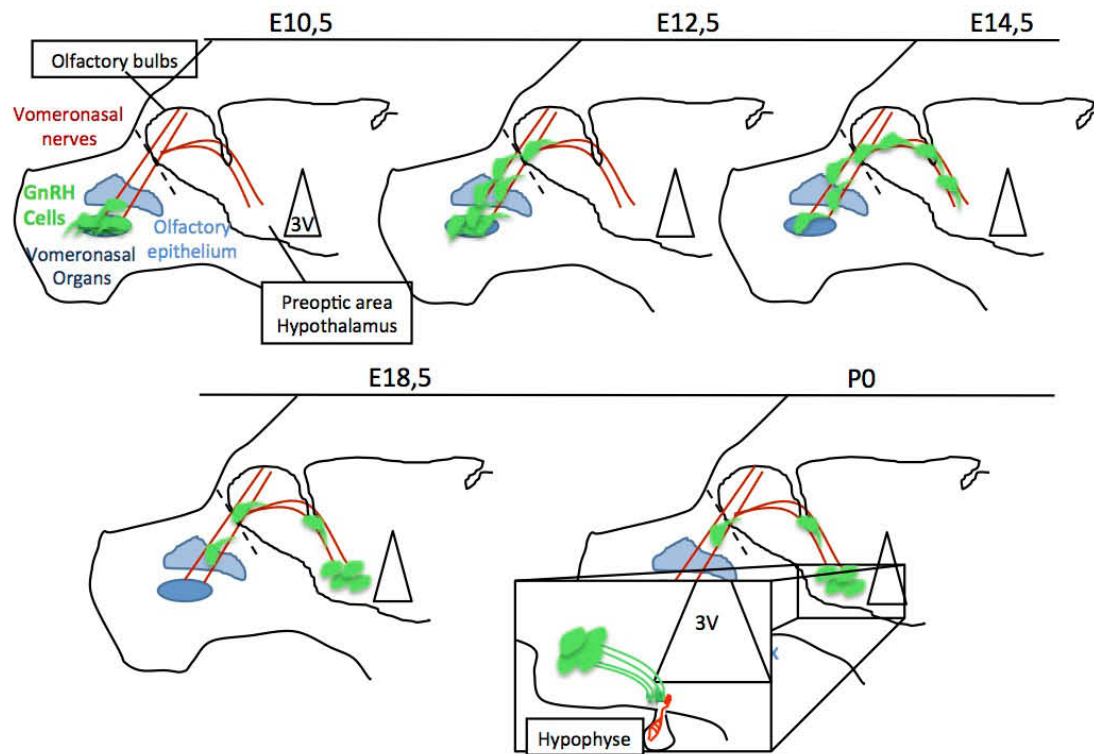 E10,5
E12,5
E14,5
Olfactory bulbs
Vomeronasal
nerves
GnRH
Cells
3V
Olfactory
epithelium
Vomeronasal
Organs
Preoptic area
Hypothalamus
E18,5
P0
3V
x
Hypophyse